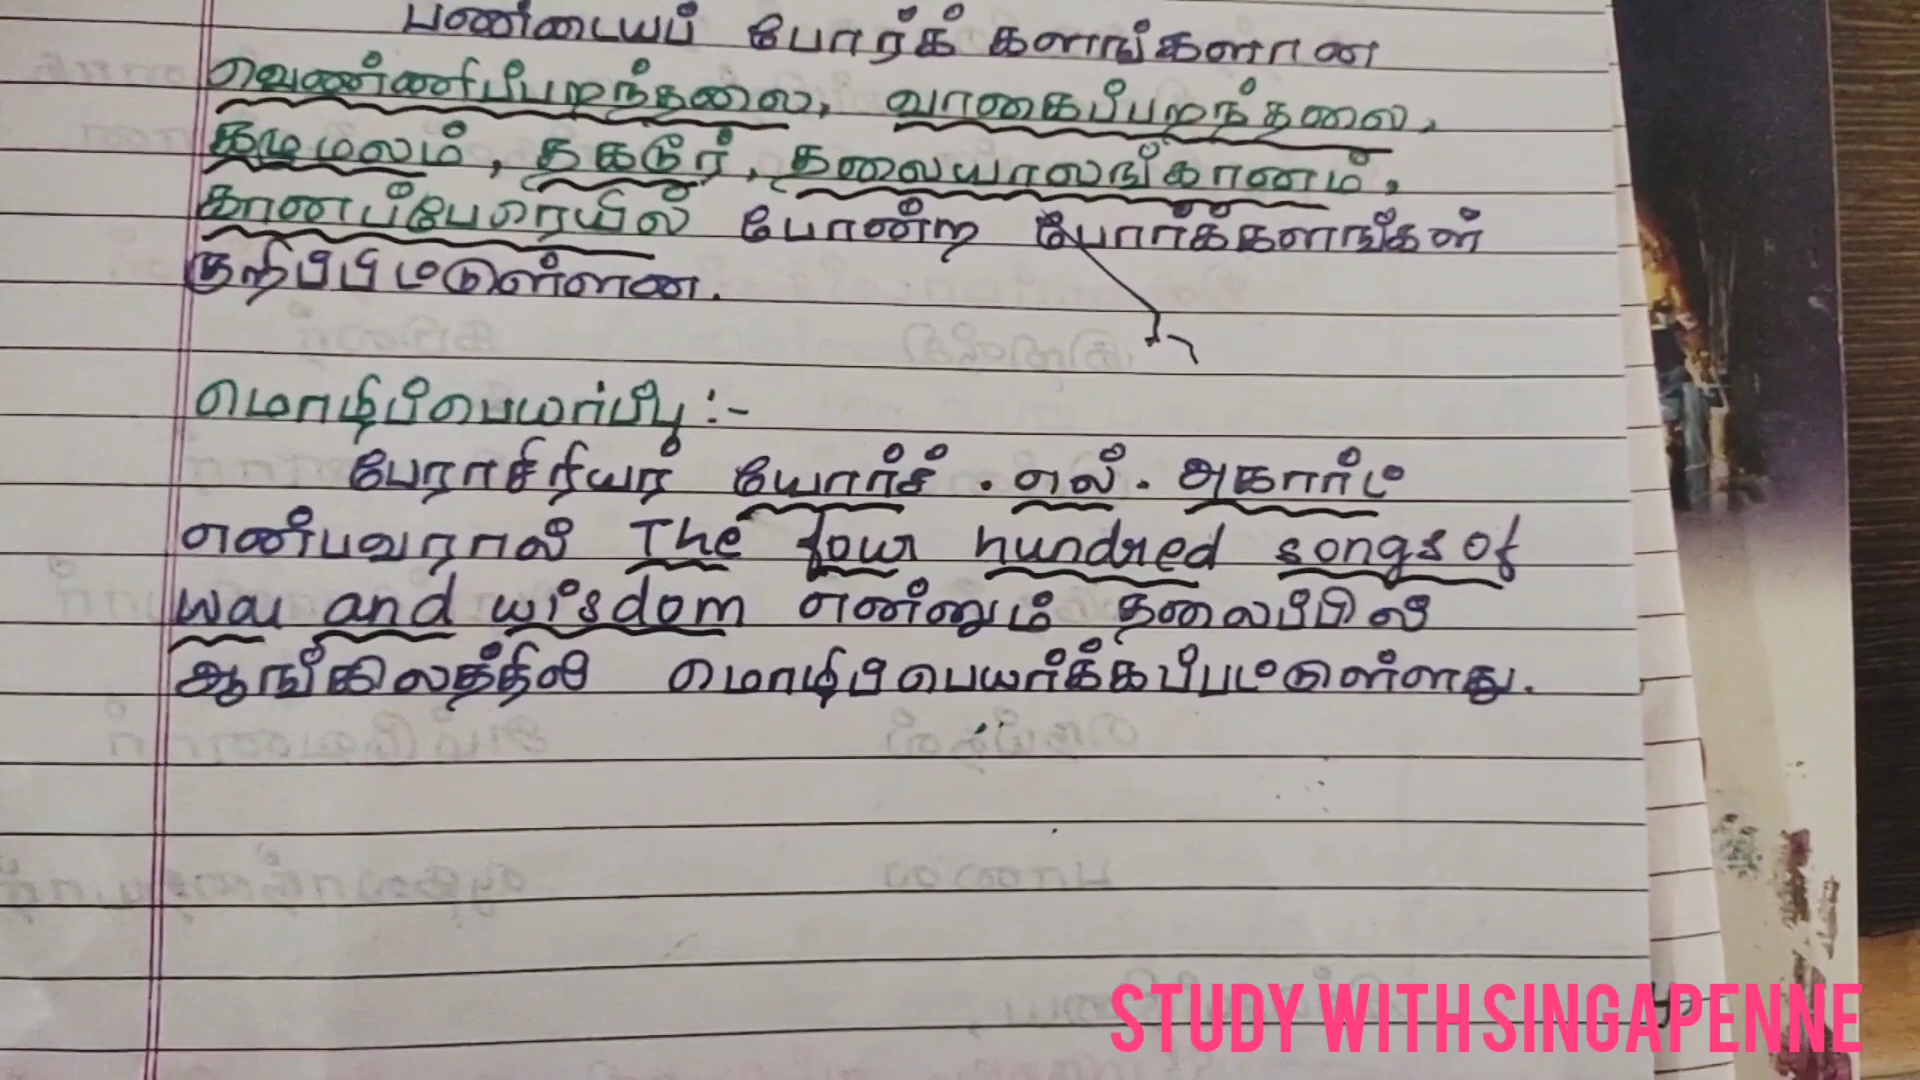 பண்டையப் போர்க் களங்களான
வெண்ணிப்பறந்தலை, வாகைப்பறந்தலை,
கழுமலம், தகடூர், தலையாலங்கானம்,
கானப்பேரெயில் போன்ற போர்க்களங்கள்
குறிப்பிட்டுள்ளன.
மொழிப்பெயர்ப்பு :-
பேராசிரியர் யோர்ச் . எல் . அகார்ட்
என்பவரால் The four hundred songs of
war and wisdom என்னும் தலைப்பில்
ஆங்கிலத்தில் மொழிபெயர்க்கப்பட்டுள்ளது.
STUDY WITH SINGAPENNE